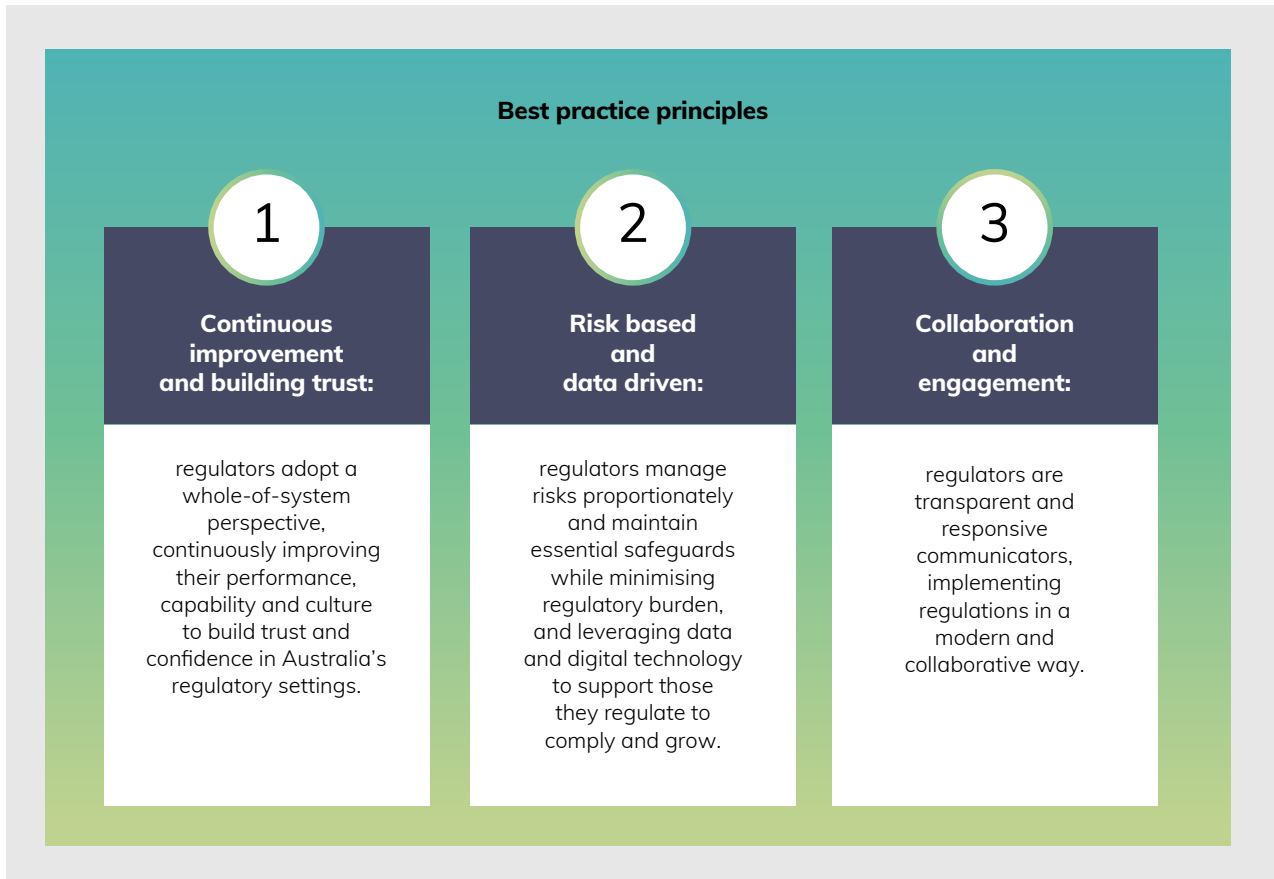 Best practice principles
1
Continuous
improvement
and building trust:
regulators adopt a
whole-of-system
perspective,
continuously improving
their performance,
capability and culture
to build trust and
confidence in Australia’s
regulatory settings.
2
Risk based
and
data driven:
regulators manage
risks proportionately
and maintain
essential safeguards
while minimising
regulatory burden,
and leveraging data
and digital technology
to support those
they regulate to
comply and grow.
3
Collaboration
and
engagement:
regulators are
transparent and
responsive
communicators,
implementing
regulations in a
modern and
collaborative way.